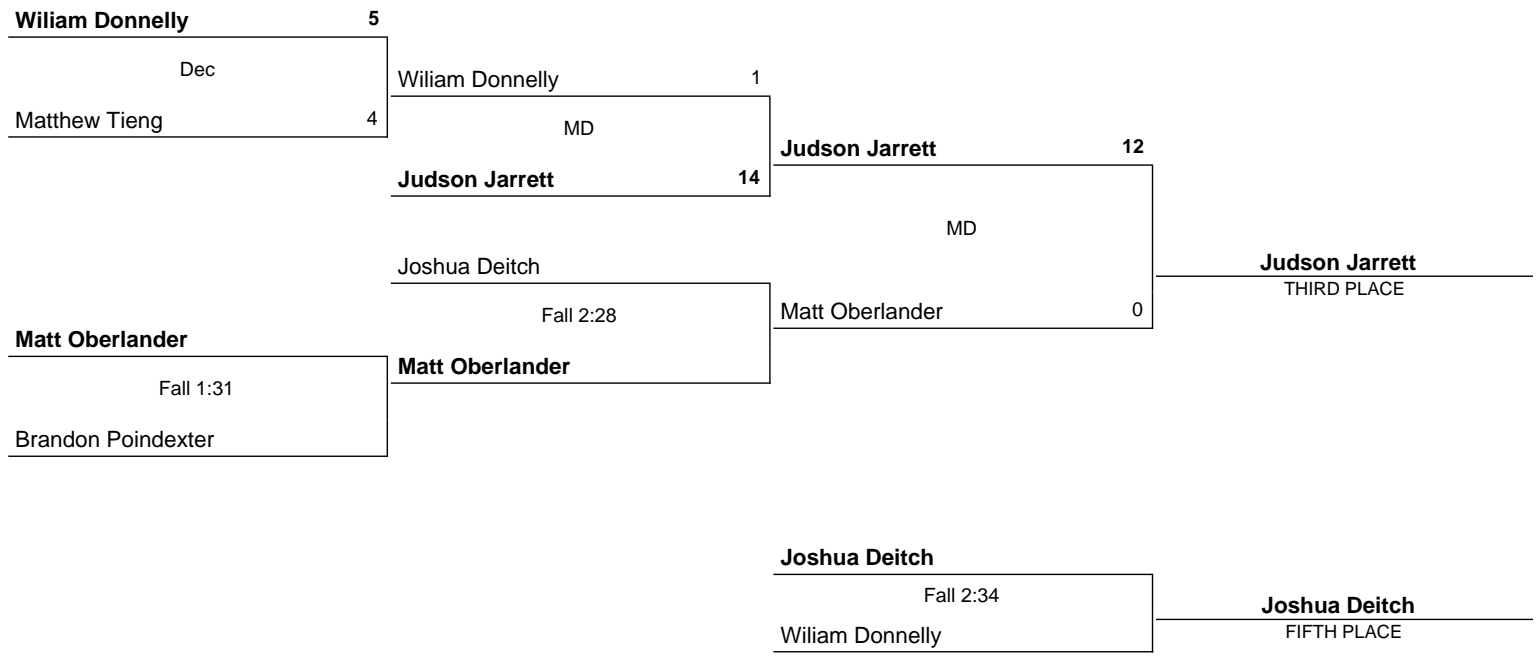 Wiliam Donnelly 5
Dec
Matthew Tieng 4
Wiliam Donnelly 1
MD
Judson Jarrett 14
Judson Jarrett 12
MD
Joshua Deitch
Fall 2:28
Matt Oberlander 0
Judson Jarrett
THIRD PLACE
Matt Oberlander
Fall 1:31
Brandon Poindexter
Matt Oberlander
Joshua Deitch
Fall 2:34
Wiliam Donnelly
Joshua Deitch
FIFTH PLACE